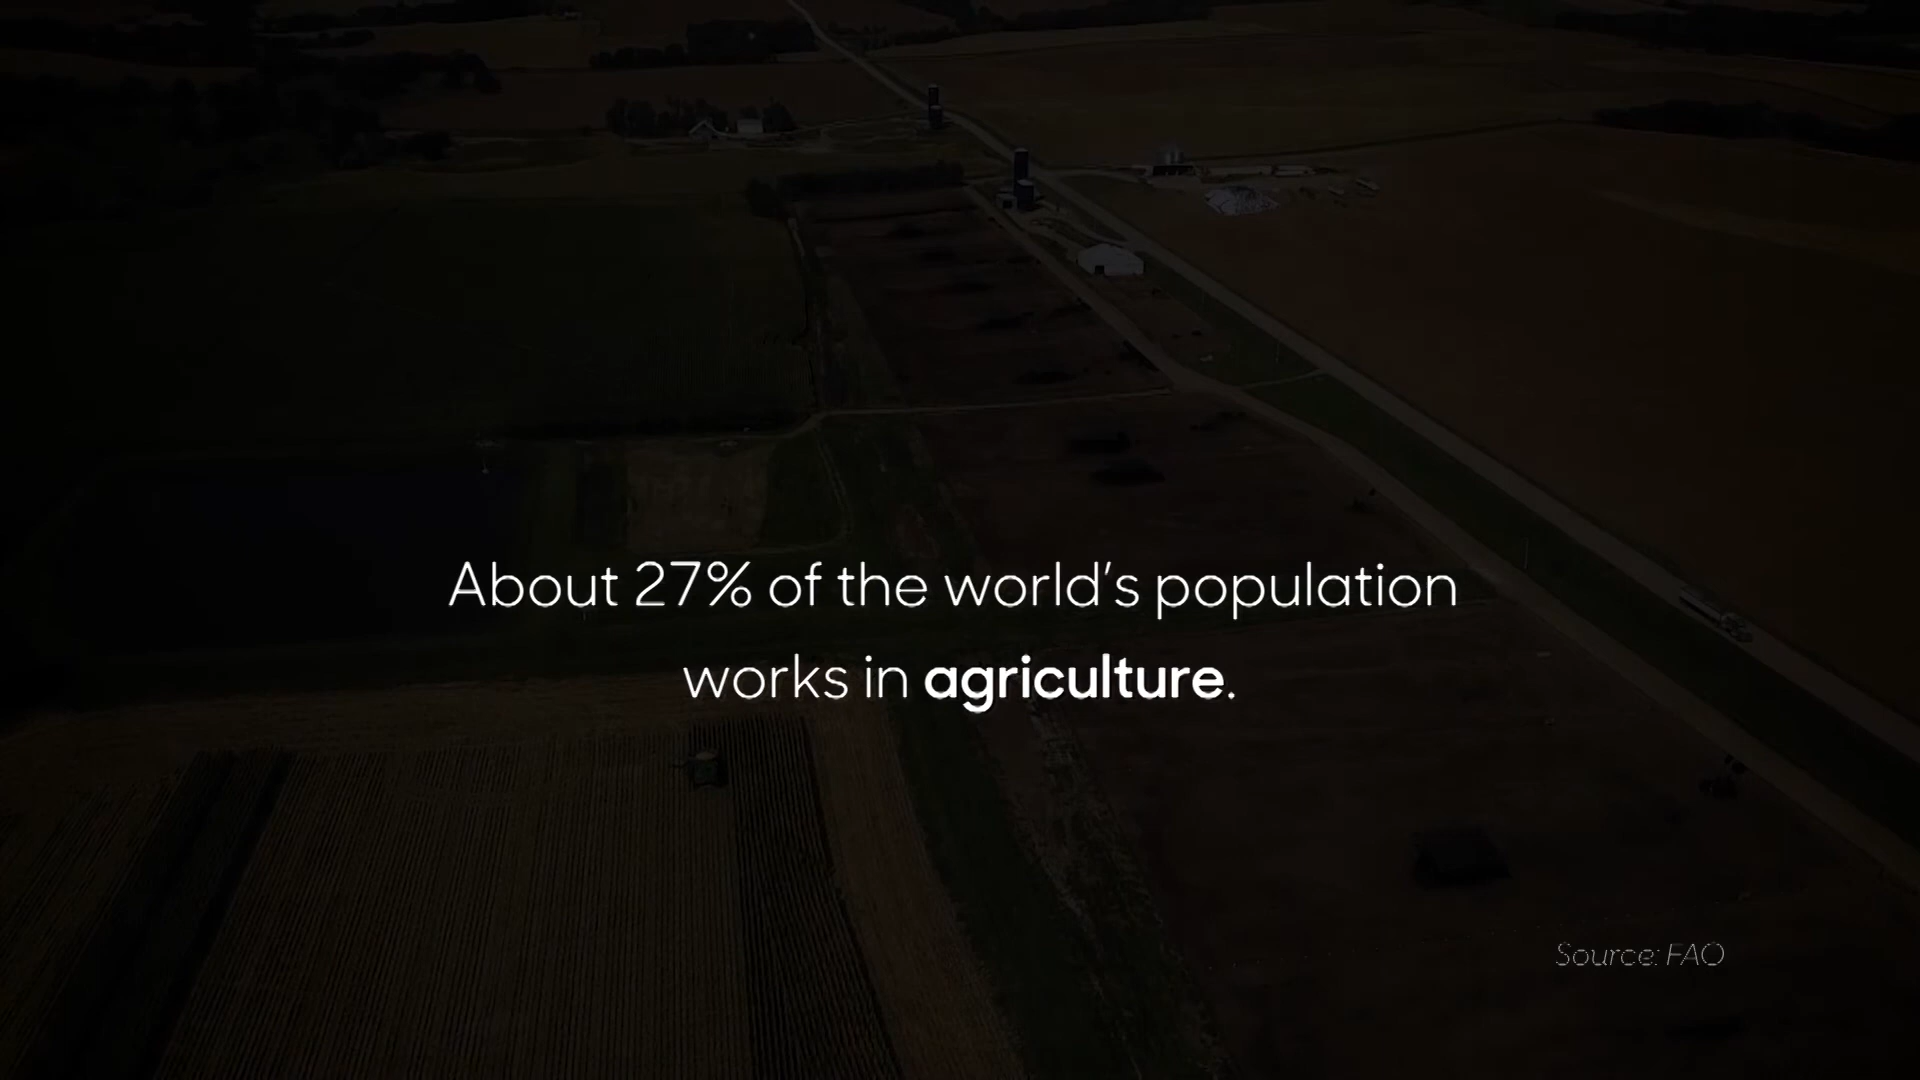 About 27% of the world's population
works in agriculture.
Source: FAO